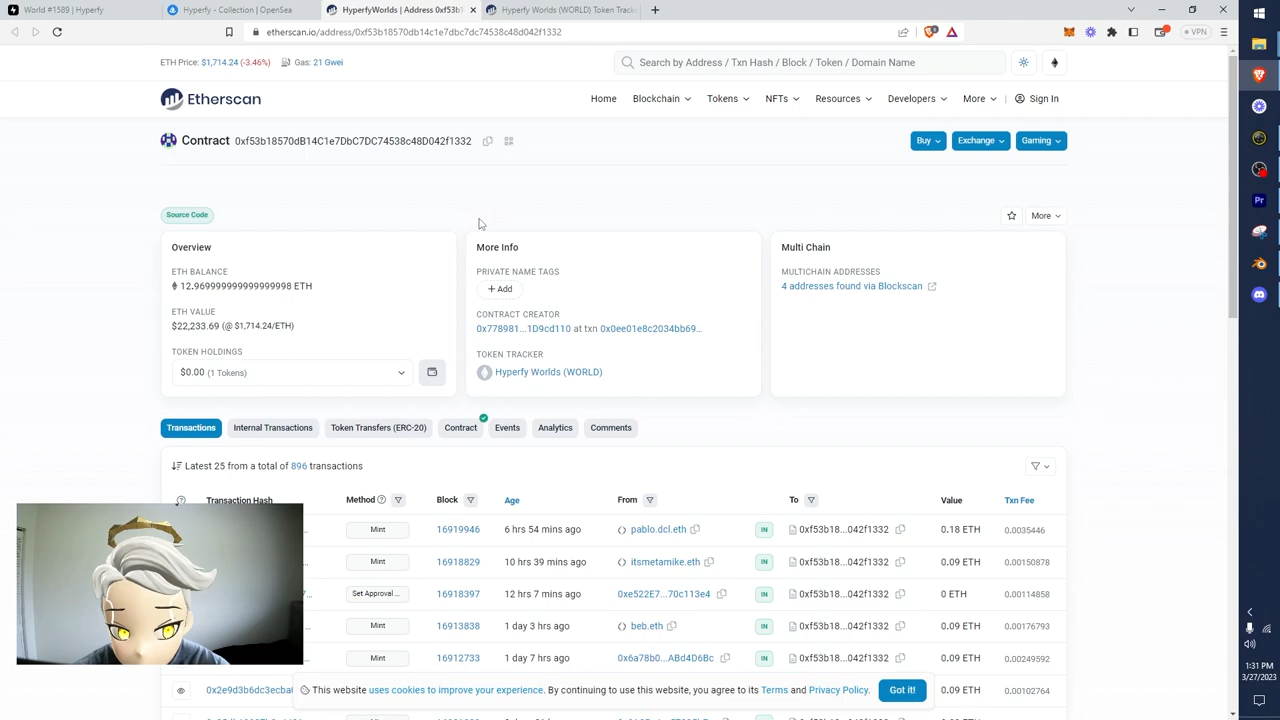 World #1589 | Hyperfy
Hyperfy - Collection | OpenSea
HyperfyWorlds | Address 0xf53b1
Hyperfy Worlds (WORLD) Token Track
etherscan.io/address/0xf53b18570db14c1e7dbc7dc74538c48d042f1332
VPN
ETH Price: $1,714.24 (-3.46%) Gas: 21 Gwei
Search by Address / Txn Hash / Block / Token / Domain Name
Etherscan
Home Blockchain Tokens NFTs Resources Developers More Sign In
Contract 0xf53b18570dB14C1e7DbC7DC74538c48D042f1332
Buy Exchange Gaming
Source Code
More
Overview
ETH BALANCE
12.969999999999999998 ETH
ETH VALUE
$22,233.69 (@ $1,714.24/ETH)
TOKEN HOLDINGS
$0.00 (1 Tokens)
More Info
PRIVATE NAME TAGS
+ Add
CONTRACT CREATOR
0x778981...1D9cd110 at txn 0x0ee01e8c2034bb69...
TOKEN TRACKER
Hyperfy Worlds (WORLD)
Multi Chain
MULTICHAIN ADDRESSES
4 addresses found via Blockscan
Transactions Internal Transactions Token Transfers (ERC-20) Contract Events Analytics Comments
Latest 25 from a total of 896 transactions
Transaction Hash Method Block Age From To Value Txn Fee
Mint 16919946 6 hrs 54 mins ago pablo.dcl.eth IN 0xf53b18...042f1332 0.18 ETH 0.0035446
Mint 16918829 10 hrs 39 mins ago itsmetamike.eth IN 0xf53b18...042f1332 0.09 ETH 0.00150878
Set Approval ... 16918397 12 hrs 7 mins ago 0xe522E7...70c113e4 IN 0xf53b18...042f1332 0 ETH 0.00114858
Mint 16913838 1 day 3 hrs ago beb.eth IN 0xf53b18...042f1332 0.09 ETH 0.00176793
Mint 16912733 1 day 7 hrs ago 0x6a78b0...ABd4D6Bc IN 0xf53b18...042f1332 0.09 ETH 0.00249592
0x2e9d3b6dc3ecba 0.09 ETH 0.00102764
This website uses cookies to improve your experience. By continuing to use this website, you agree to its Terms and Privacy Policy. Got it!
1:31 PM
3/27/2023